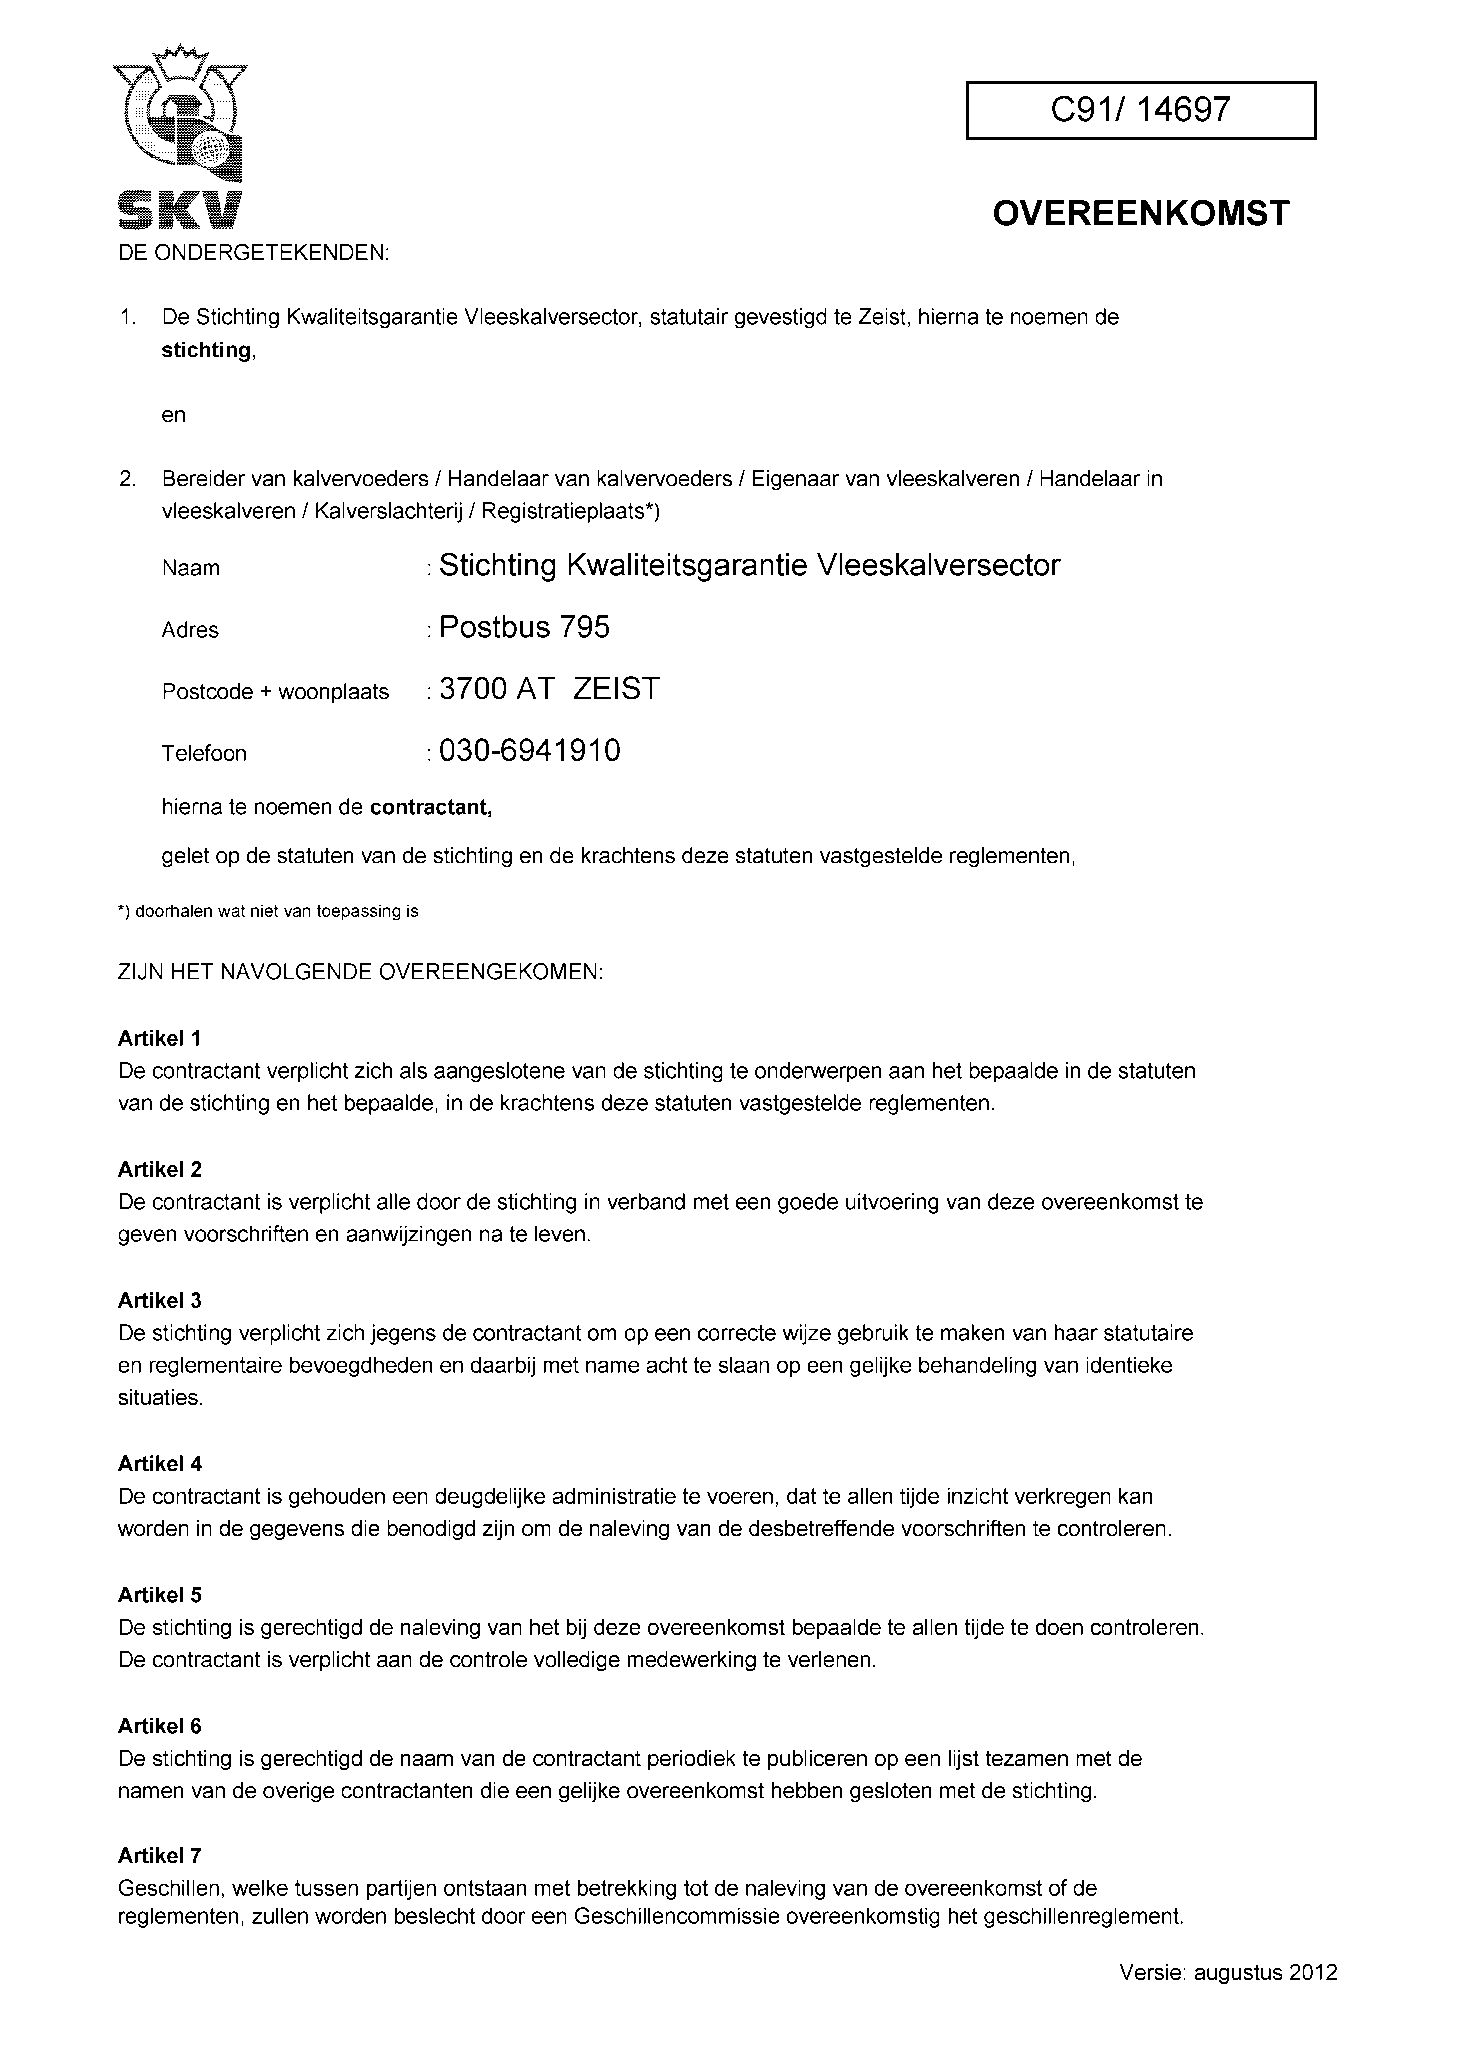 C91/ 14697
SKV
OVEREENKOMST
DE ONDERGETEKENDEN:
1. De Stichting Kwaliteitsgarantie Vleeskalversector, statutair gevestigd te Zeist, hierna te noemen de
stichting,
en
2. Bereider van kalvervoeders / Handelaar van kalvervoeders / Eigenaar van vleeskalveren / Handelaar in
vleeskalveren / Kalverslachterij / Registratieplaats*)
Naam : Stichting Kwaliteitsgarantie Vleeskalversector
Adres : Postbus 795
Postcode + woonplaats : 3700 AT ZEIST
Telefoon : 030-6941910
hierna te noemen de contractant,
gelet op de statuten van de stichting en de krachtens deze statuten vastgestelde reglementen,
*) doorhalen wat niet van toepassing is
ZIJN HET NAVOLGENDE OVEREENGEKOMEN:
Artikel 1
De contractant verplicht zich als aangeslotene van de stichting te onderwerpen aan het bepaalde in de statuten
van de stichting en het bepaalde, in de krachtens deze statuten vastgestelde reglementen.
Artikel 2
De contractant is verplicht alle door de stichting in verband met een goede uitvoering van deze overeenkomst te
geven voorschriften en aanwijzingen na te leven.
Artikel 3
De stichting verplicht zich jegens de contractant om op een correcte wijze gebruik te maken van haar statutaire
en reglementaire bevoegdheden en daarbij met name acht te slaan op een gelijke behandeling van identieke
situaties.
Artikel 4
De contractant is gehouden een deugdelijke administratie te voeren, dat te allen tijde inzicht verkregen kan
worden in de gegevens die benodigd zijn om de naleving van de desbetreffende voorschriften te controleren.
Artikel 5
De stichting is gerechtigd de naleving van het bij deze overeenkomst bepaalde te allen tijde te doen controleren.
De contractant is verplicht aan de controle volledige medewerking te verlenen.
Artikel 6
De stichting is gerechtigd de naam van de contractant periodiek te publiceren op een lijst tezamen met de
namen van de overige contractanten die een gelijke overeenkomst hebben gesloten met de stichting.
Artikel 7
Geschillen, welke tussen partijen ontstaan met betrekking tot de naleving van de overeenkomst of de
reglementen, zullen worden beslecht door een Geschillencommissie overeenkomstig het geschillenreglement.
Versie: augustus 2012